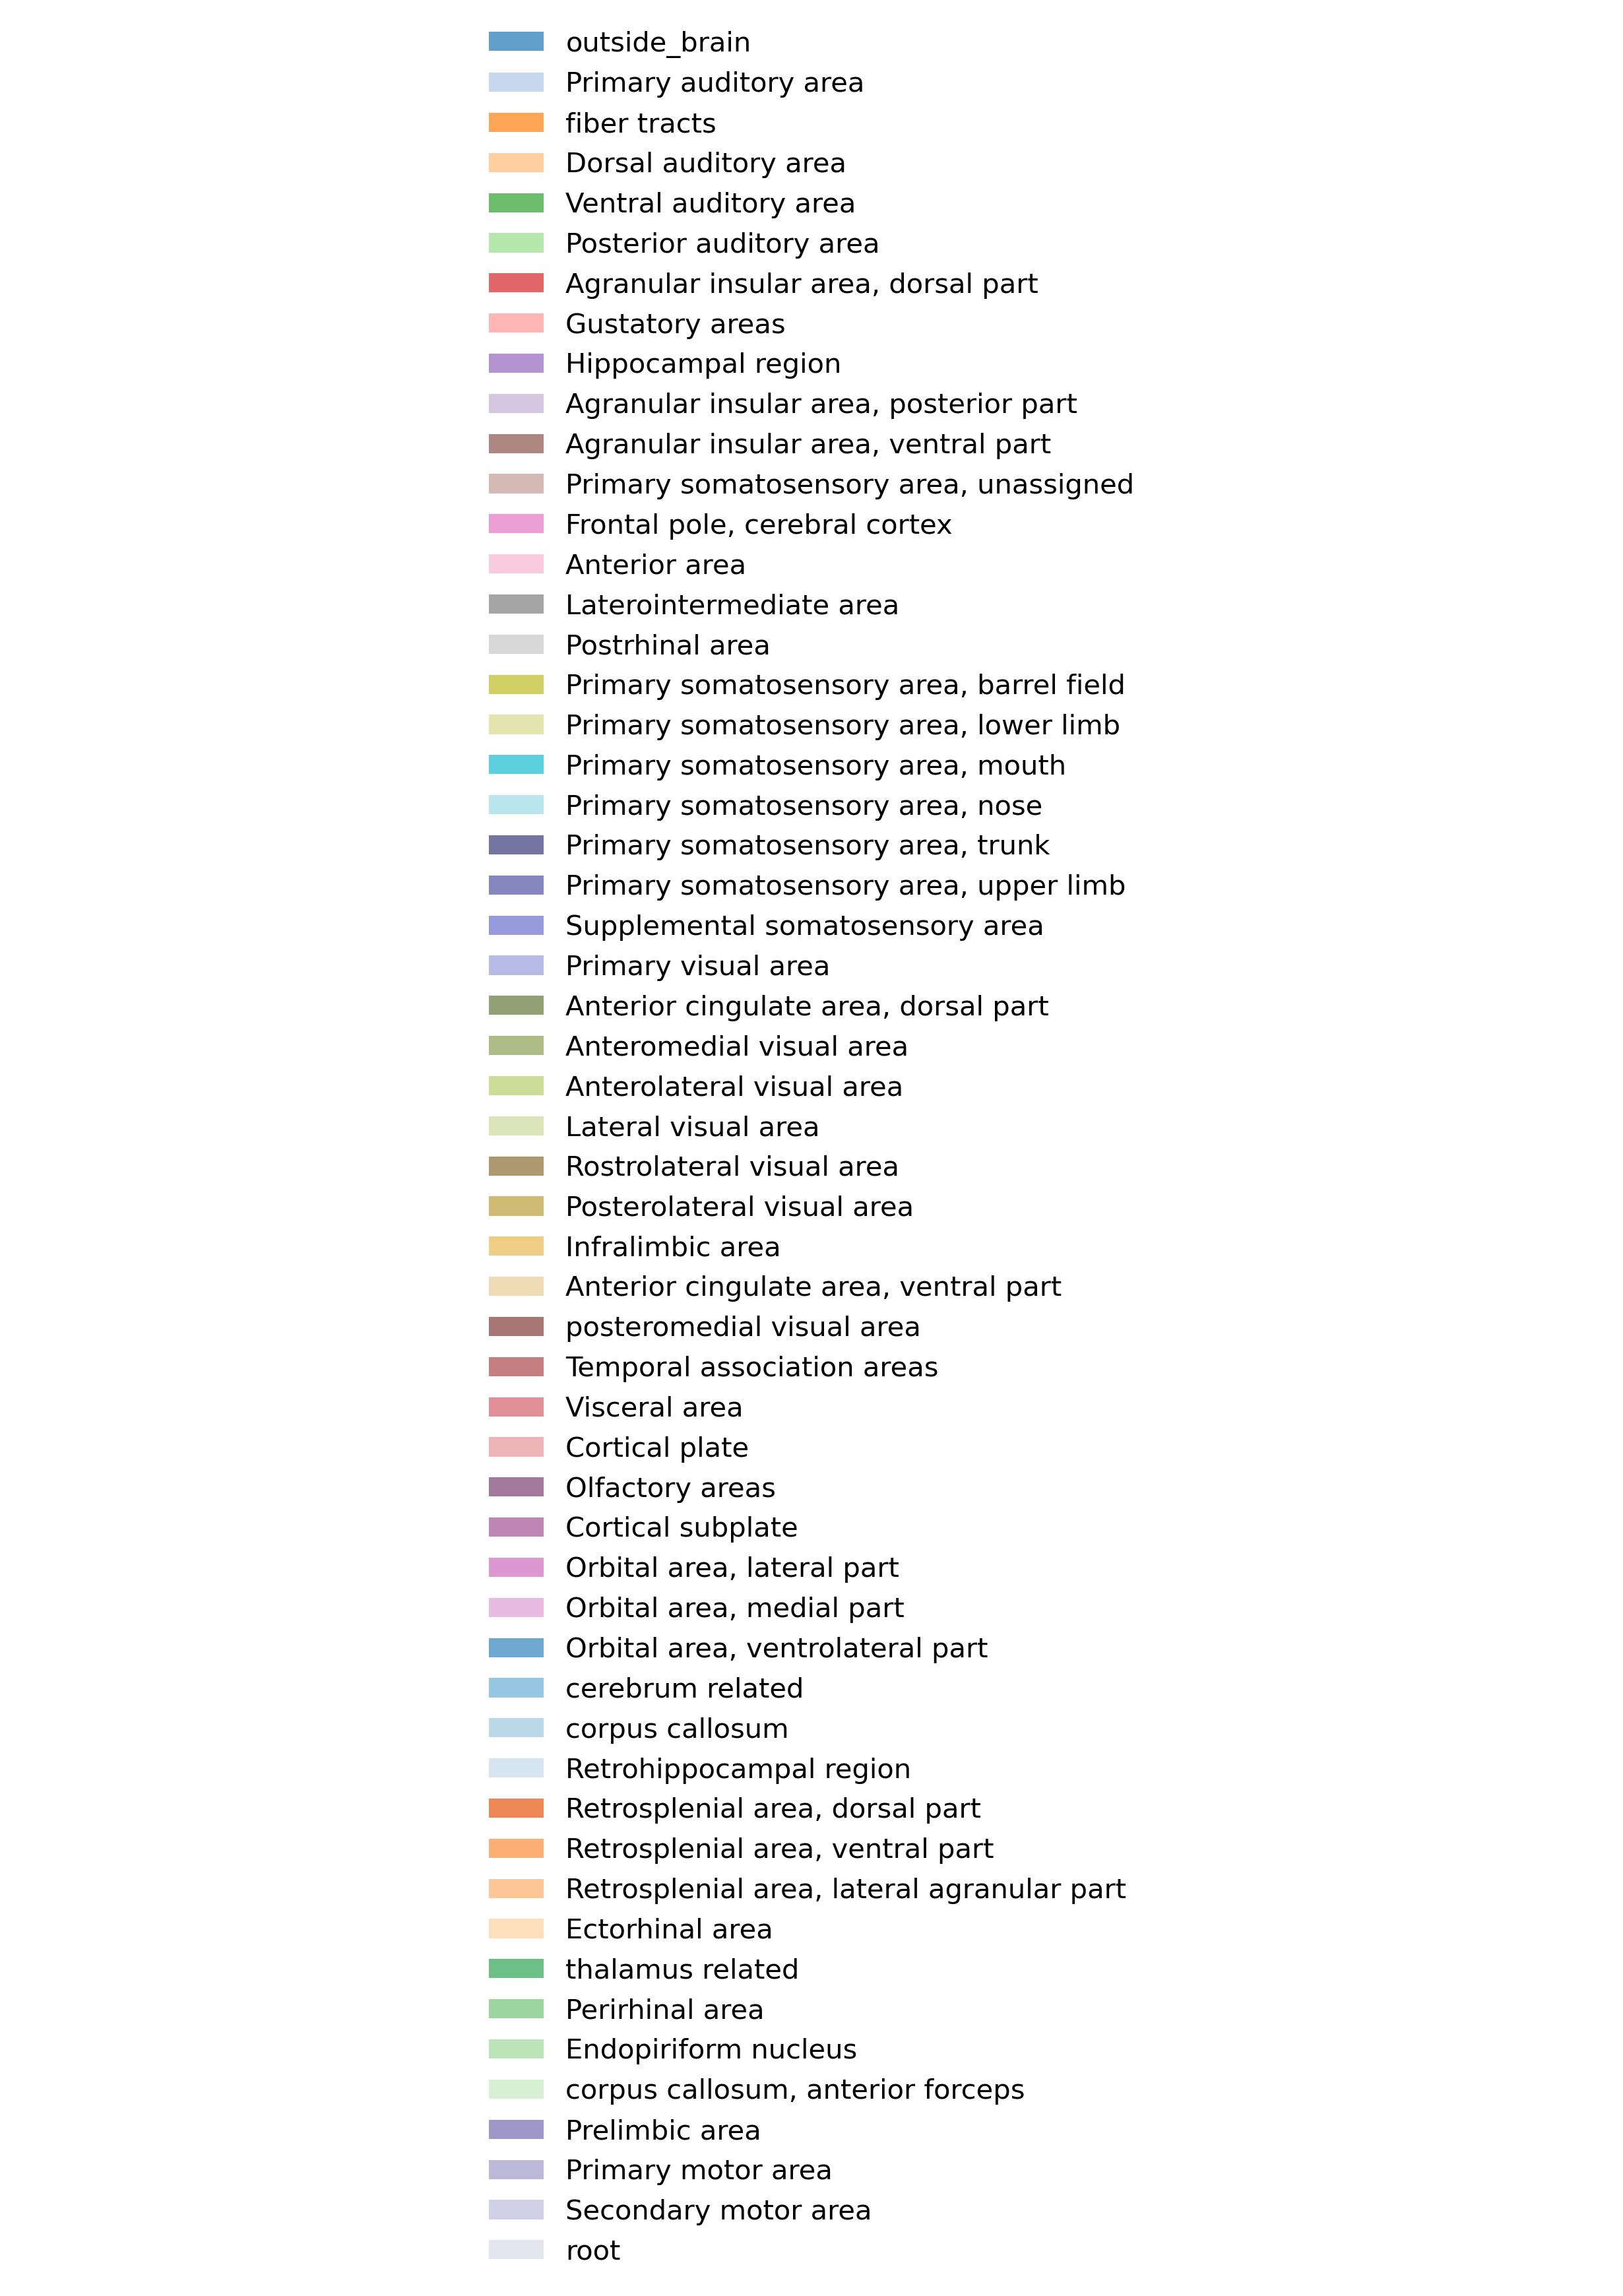 outside_brain
Primary auditory area
fiber tracts
Dorsal auditory area
Ventral auditory area
Posterior auditory area
Agranular insular area, dorsal part
Gustatory areas
Hippocampal region
Agranular insular area, posterior part
Agranular insular area, ventral part
Primary somatosensory area, unassigned
Frontal pole, cerebral cortex
Anterior area
Laterointermediate area
Postrhinal area
Primary somatosensory area, barrel field
Primary somatosensory area, lower limb
Primary somatosensory area, mouth
Primary somatosensory area, nose
Primary somatosensory area, trunk
Primary somatosensory area, upper limb
Supplemental somatosensory area
Primary visual area
Anterior cingulate area, dorsal part
Anteromedial visual area
Anterolateral visual area
Lateral visual area
Rostrolateral visual area
Posterolateral visual area
Infralimbic area
Anterior cingulate area, ventral part
posteromedial visual area
Temporal association areas
Visceral area
Cortical plate
Olfactory areas
Cortical subplate
Orbital area, lateral part
Orbital area, medial part
Orbital area, ventrolateral part
cerebrum related
corpus callosum
Retrohippocampal region
Retrosplenial area, dorsal part
Retrosplenial area, ventral part
Retrosplenial area, lateral agranular part
Ectorhinal area
thalamus related
Perirhinal area
Endopiriform nucleus
corpus callosum, anterior forceps
Prelimbic area
Primary motor area
Secondary motor area
root